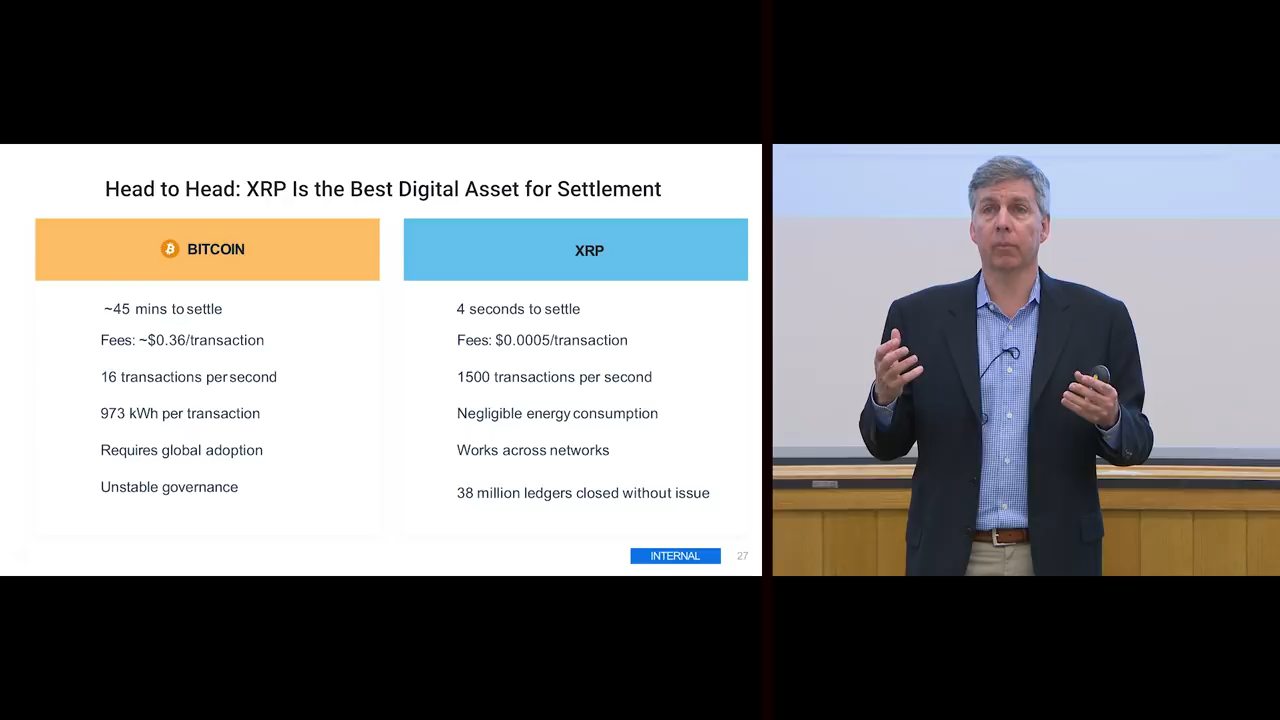 Head to Head: XRP Is the Best Digital Asset for Settlement
BITCOIN
~45 mins to settle
Fees: ~$0.36/transaction
16 transactions per second
973 kWh per transaction
Requires global adoption
Unstable governance
XRP
4 seconds to settle
Fees: $0.0005/transaction
1500 transactions per second
Negligible energy consumption
Works across networks
38 million ledgers closed without issue
INTERNAL
27